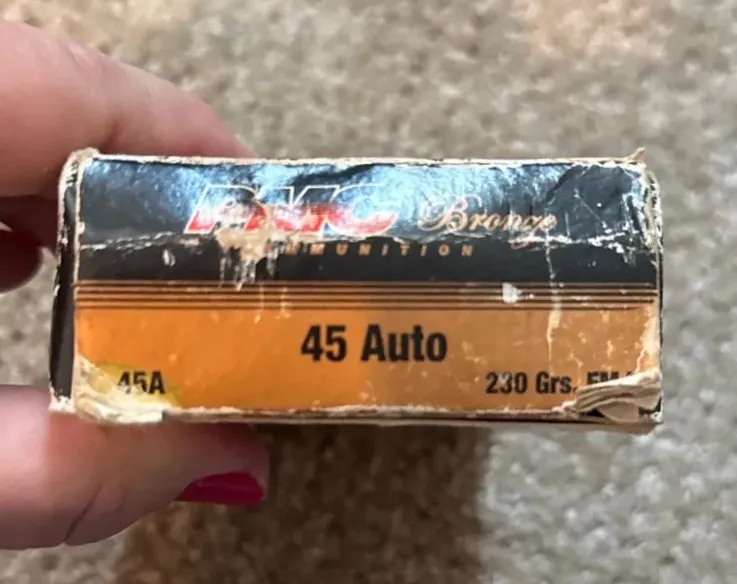 PMC Bronze
45 Auto
45A 230 Grs.